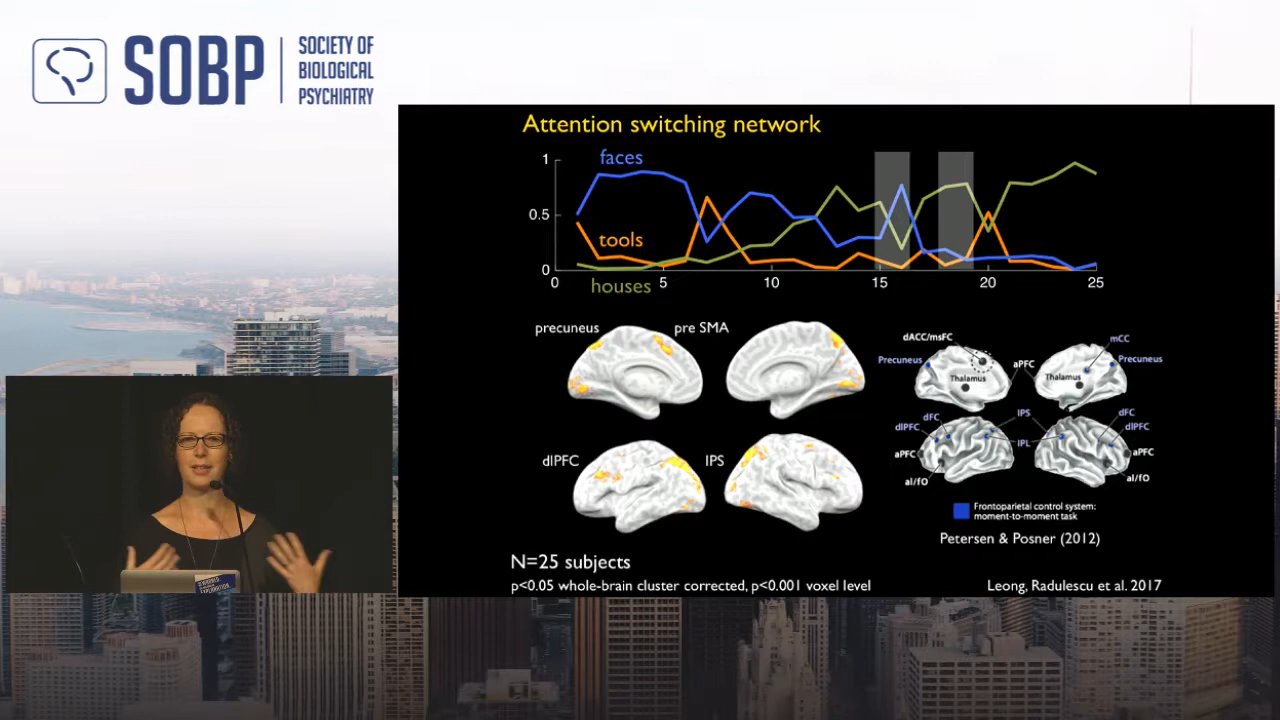 SOBP
SOCIETY OF
BIOLOGICAL
PSYCHIATRY
Attention switching network
faces
tools
houses
1
0.5
0
0
5
10
15
20
25
precuneus
pre SMA
dlPFC
IPS
dACC/msFC
mCC
Precuneus
aPFC
Precuneus
Thalamus
Thalamus
dFC
IPS
dFC
dlPFC
dlPFC
IPL
aPFC
aPFC
aI/fO
aI/fO
Frontoparietal control system:
moment-to-moment task
Petersen & Posner (2012)
N=25 subjects
p<0.05 whole-brain cluster corrected, p<0.001 voxel level
Leong, Radulescu et al. 2017